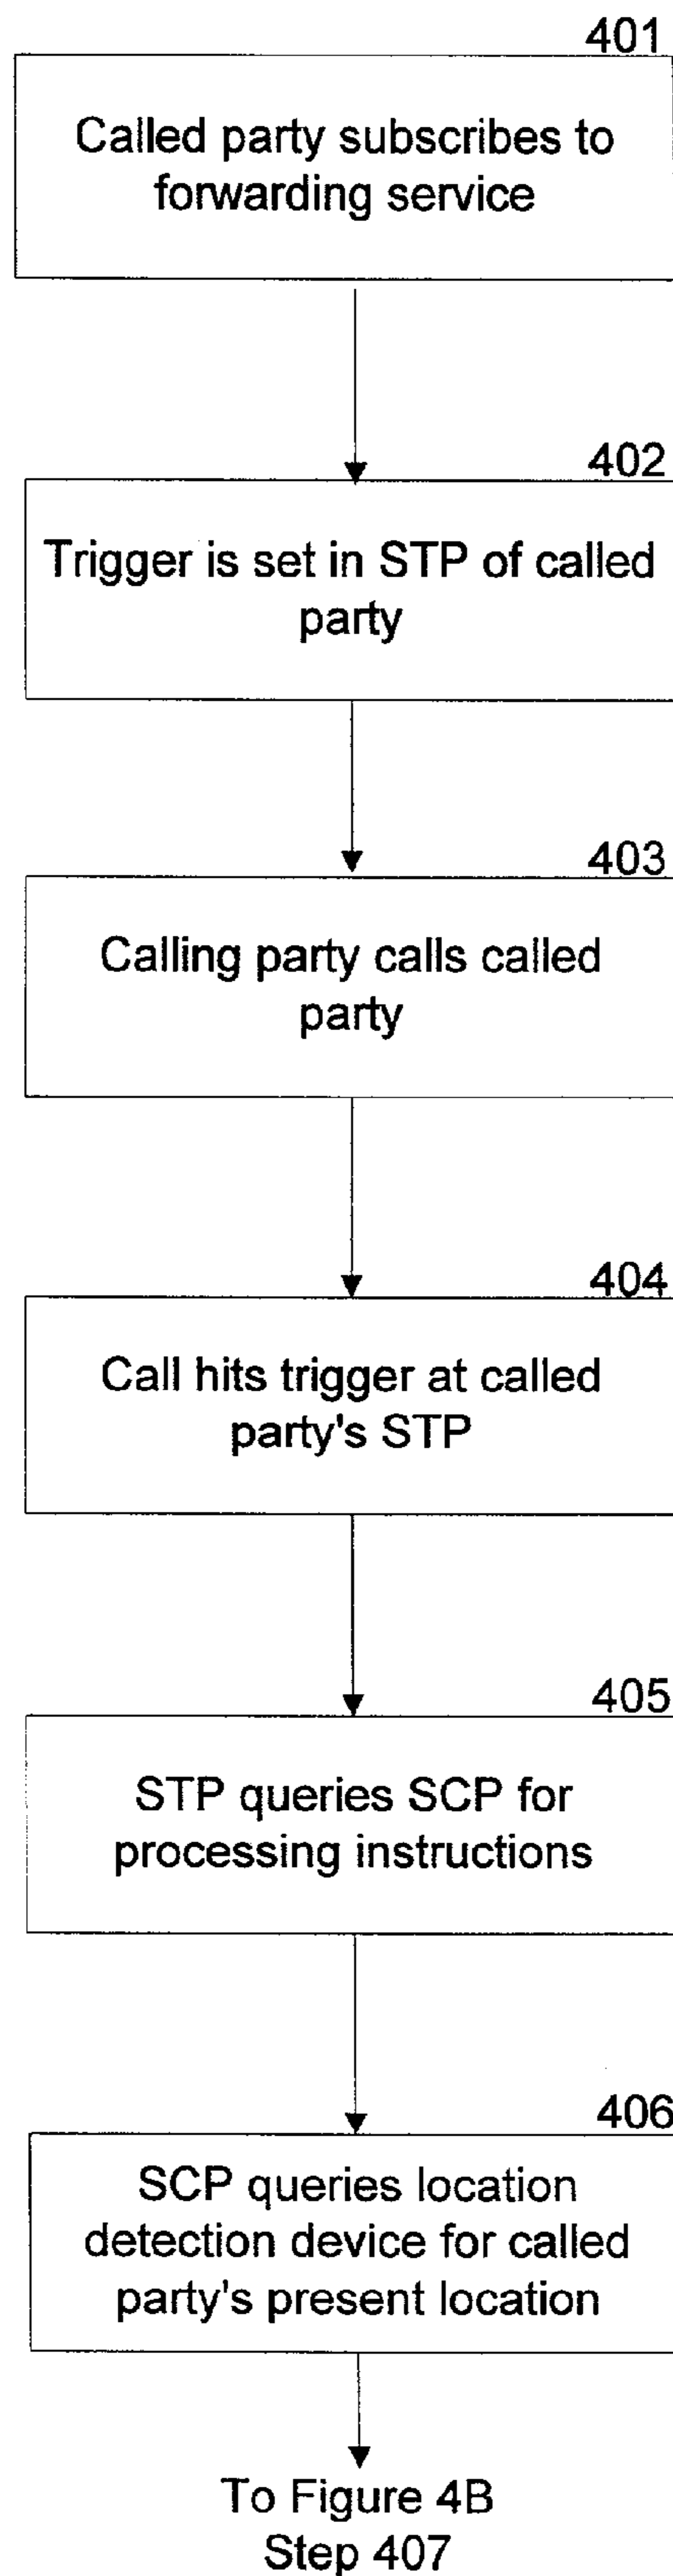 401
Called party subscribes to
forwarding service
402
Trigger is set in STP of called
party
403
Calling party calls called
party
404
Call hits trigger at called
party's STP
405
STP queries SCP for
processing instructions
406
SCP queries location
detection device for called
party's present location
To Figure 4B
Step 407